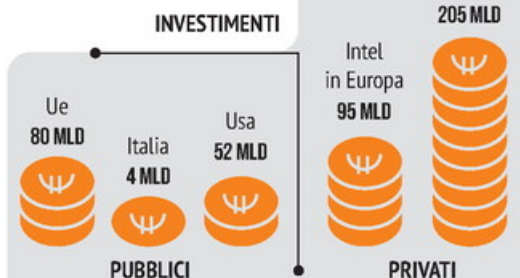 INVESTIMENTI
Ue
80 MLD
Italia
4 MLD
Usa
52 MLD
PUBBLICI
Intel
in Europa
95 MLD
205 MLD
PRIVATI